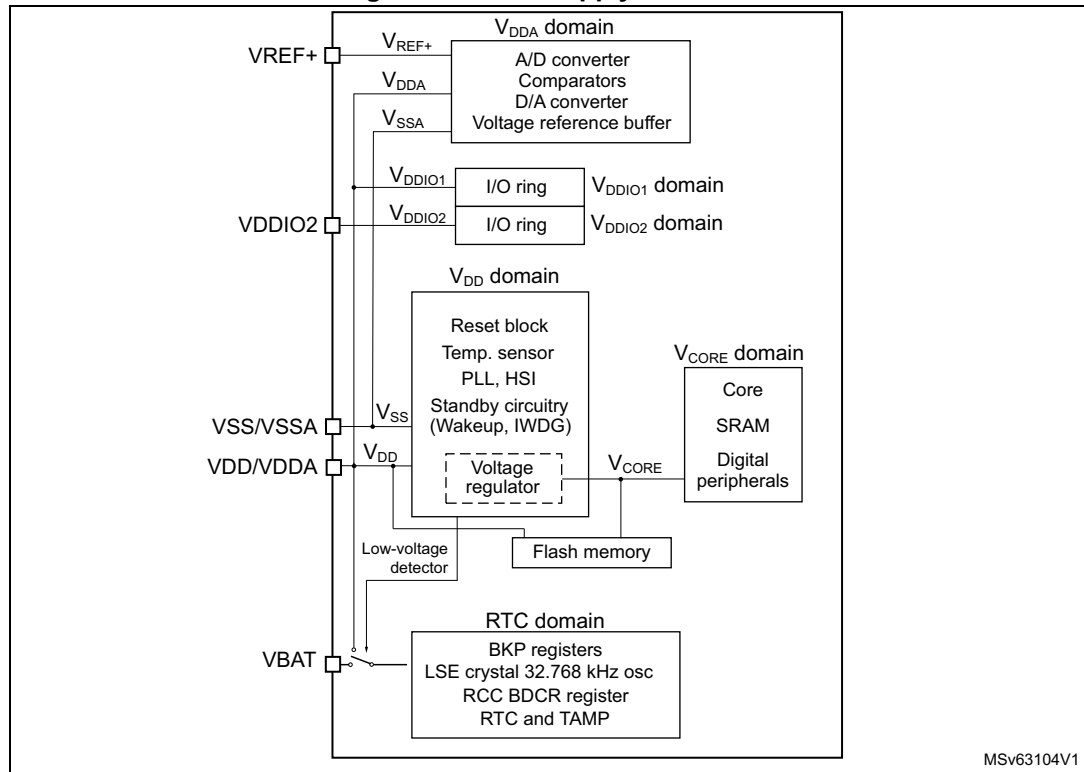 VREF+
VREF+
VDDA domain
A/D converter
Comparators
D/A converter
Voltage reference buffer
VDDA
VSSA
VDDIO1
I/O ring
VDDIO1 domain
VDDIO2
VDDIO2
I/O ring
VDDIO2 domain
VDD domain
Reset block
Temp. sensor
PLL, HSI
Standby circuitry
(Wakeup, IWDG)
Voltage
regulator
VSS/VSSA
VSS
VDD/VDDA
VDD
VCORE
VCORE domain
Core
SRAM
Digital
peripherals
Flash memory
Low-voltage
detector
RTC domain
VBAT
BKP registers
LSE crystal 32.768 kHz osc
RCC BDCR register
RTC and TAMP
MSv63104V1